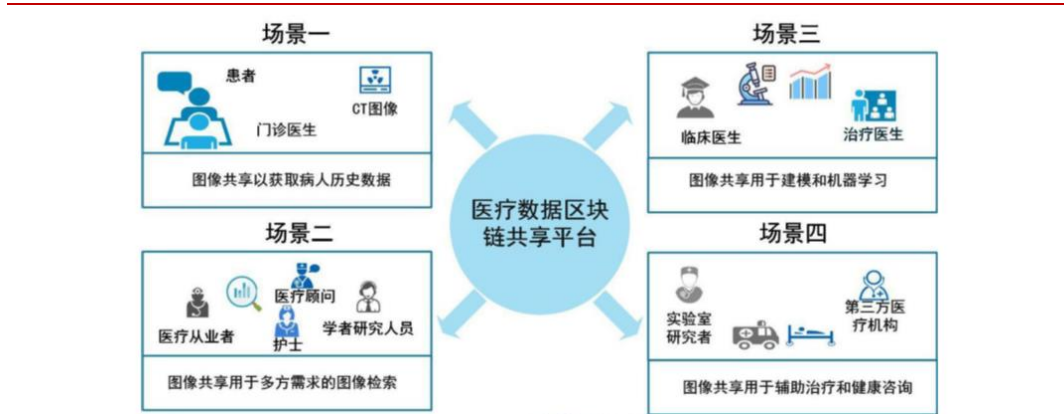 场景一
患者
CT图像
门诊医生
图像共享以获取病人历史数据
场景二
医疗顾问
医疗从业者
护士
学者研究人员
图像共享用于多方需求的图像检索
医疗数据区块
链共享平台
场景三
临床医生
治疗医生
图像共享用于建模和机器学习
场景四
实验室
研究者
第三方医
疗机构
图像共享用于辅助治疗和健康咨询